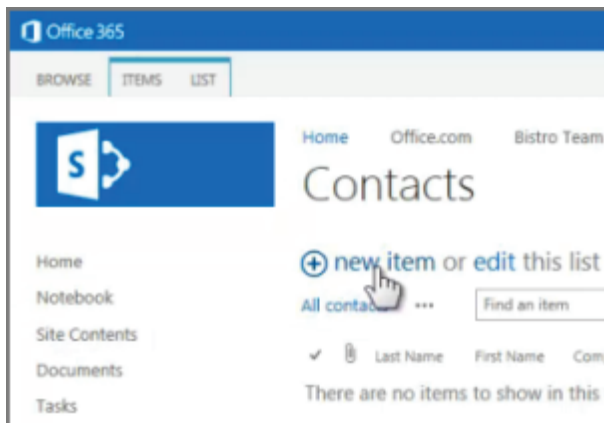 Office 365
BROWSE ITEMS LIST
S
Home Office.com Bistro Team
Contacts
new item or edit this list
All contacts ... Find an item
Last Name First Name Com
There are no items to show in this
Home
Notebook
Site Contents
Documents
Tasks